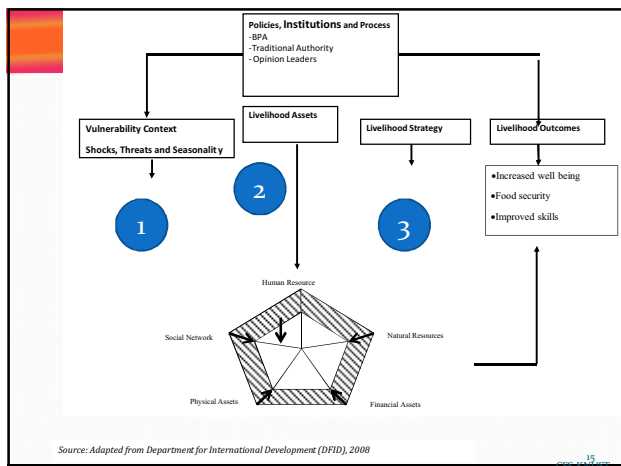 Policies, Institutions and Process
-BPA
-Traditional Authority
-Opinion Leaders
Vulnerability Context
Shocks, Threats and Seasonality
Livelihood Assets
Livelihood Strategy
Livelihood Outcomes
•Increased well being
•Food security
•Improved skills
1
2
3
Human Resource
Social Network
Natural Resources
Physical Assets
Financial Assets
Source: Adapted from Department for International Development (DFID), 2008
15